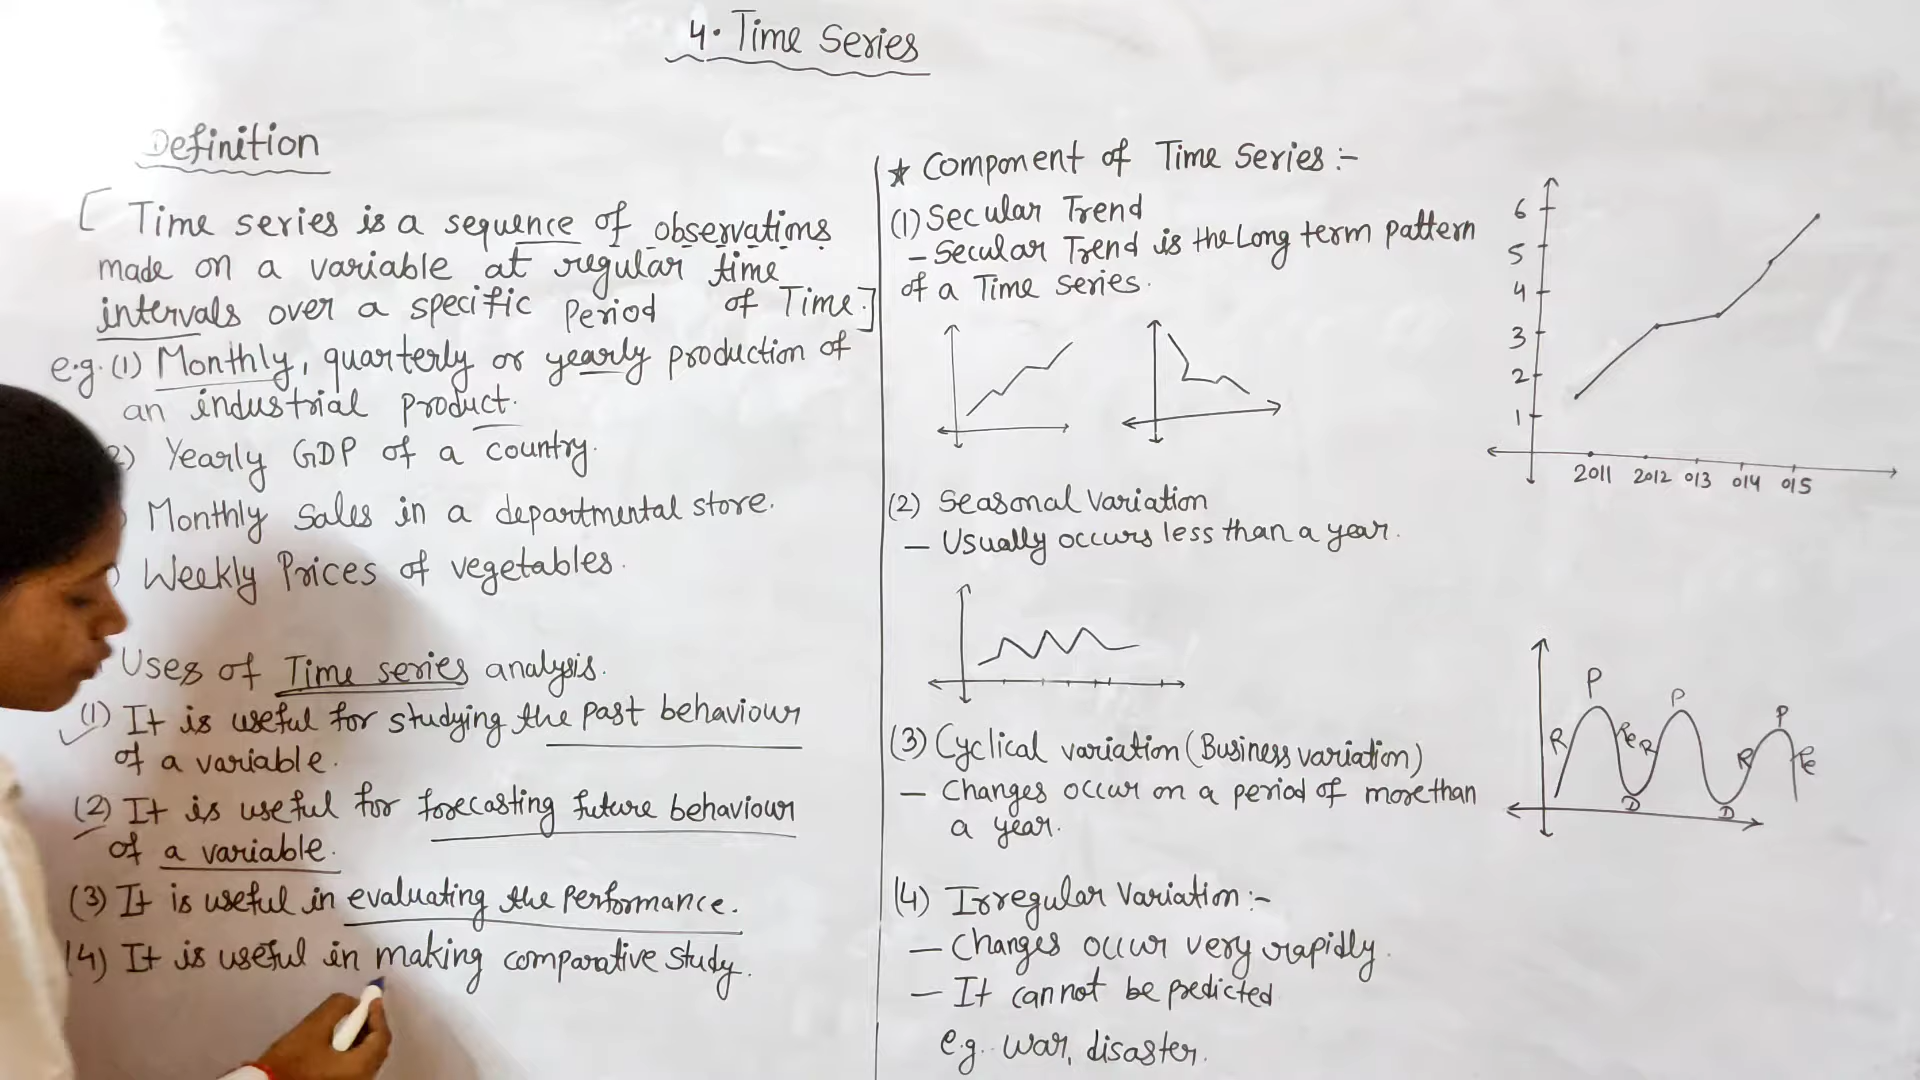 4. Time Series
Definition
[ Time series is a sequence of observations
made on a variable at regular time
intervals over a specific Period of Time.]
e.g. (1) Monthly, quarterly or yearly production of
an industrial product.
2) Yearly GDP of a country.
) Monthly Sales in a departmental store.
) Weekly Prices of vegetables.
Uses of Time series analysis.
(1) It is useful for studying the past behaviour
of a variable.
(2) It is useful for forecasting future behaviour
of a variable.
(3) It is useful in evaluating the performance.
(4) It is useful in making comparative study.
★ Component of Time Series :-
(1) Secular Trend
– Secular Trend is the Long term pattern
of a Time series.
(2) Seasonal Variation
– Usually occurs less than a year.
(3) Cyclical variation (Business variation)
– Changes occur on a period of more than
a year.
(4) Irregular Variation :-
– Changes occur very rapidly.
– It cannot be predicted
e.g. war, disaster.
6
5
4
3
2
1
2011 2012 013 014 015
P P P
R Re R R Re
D D